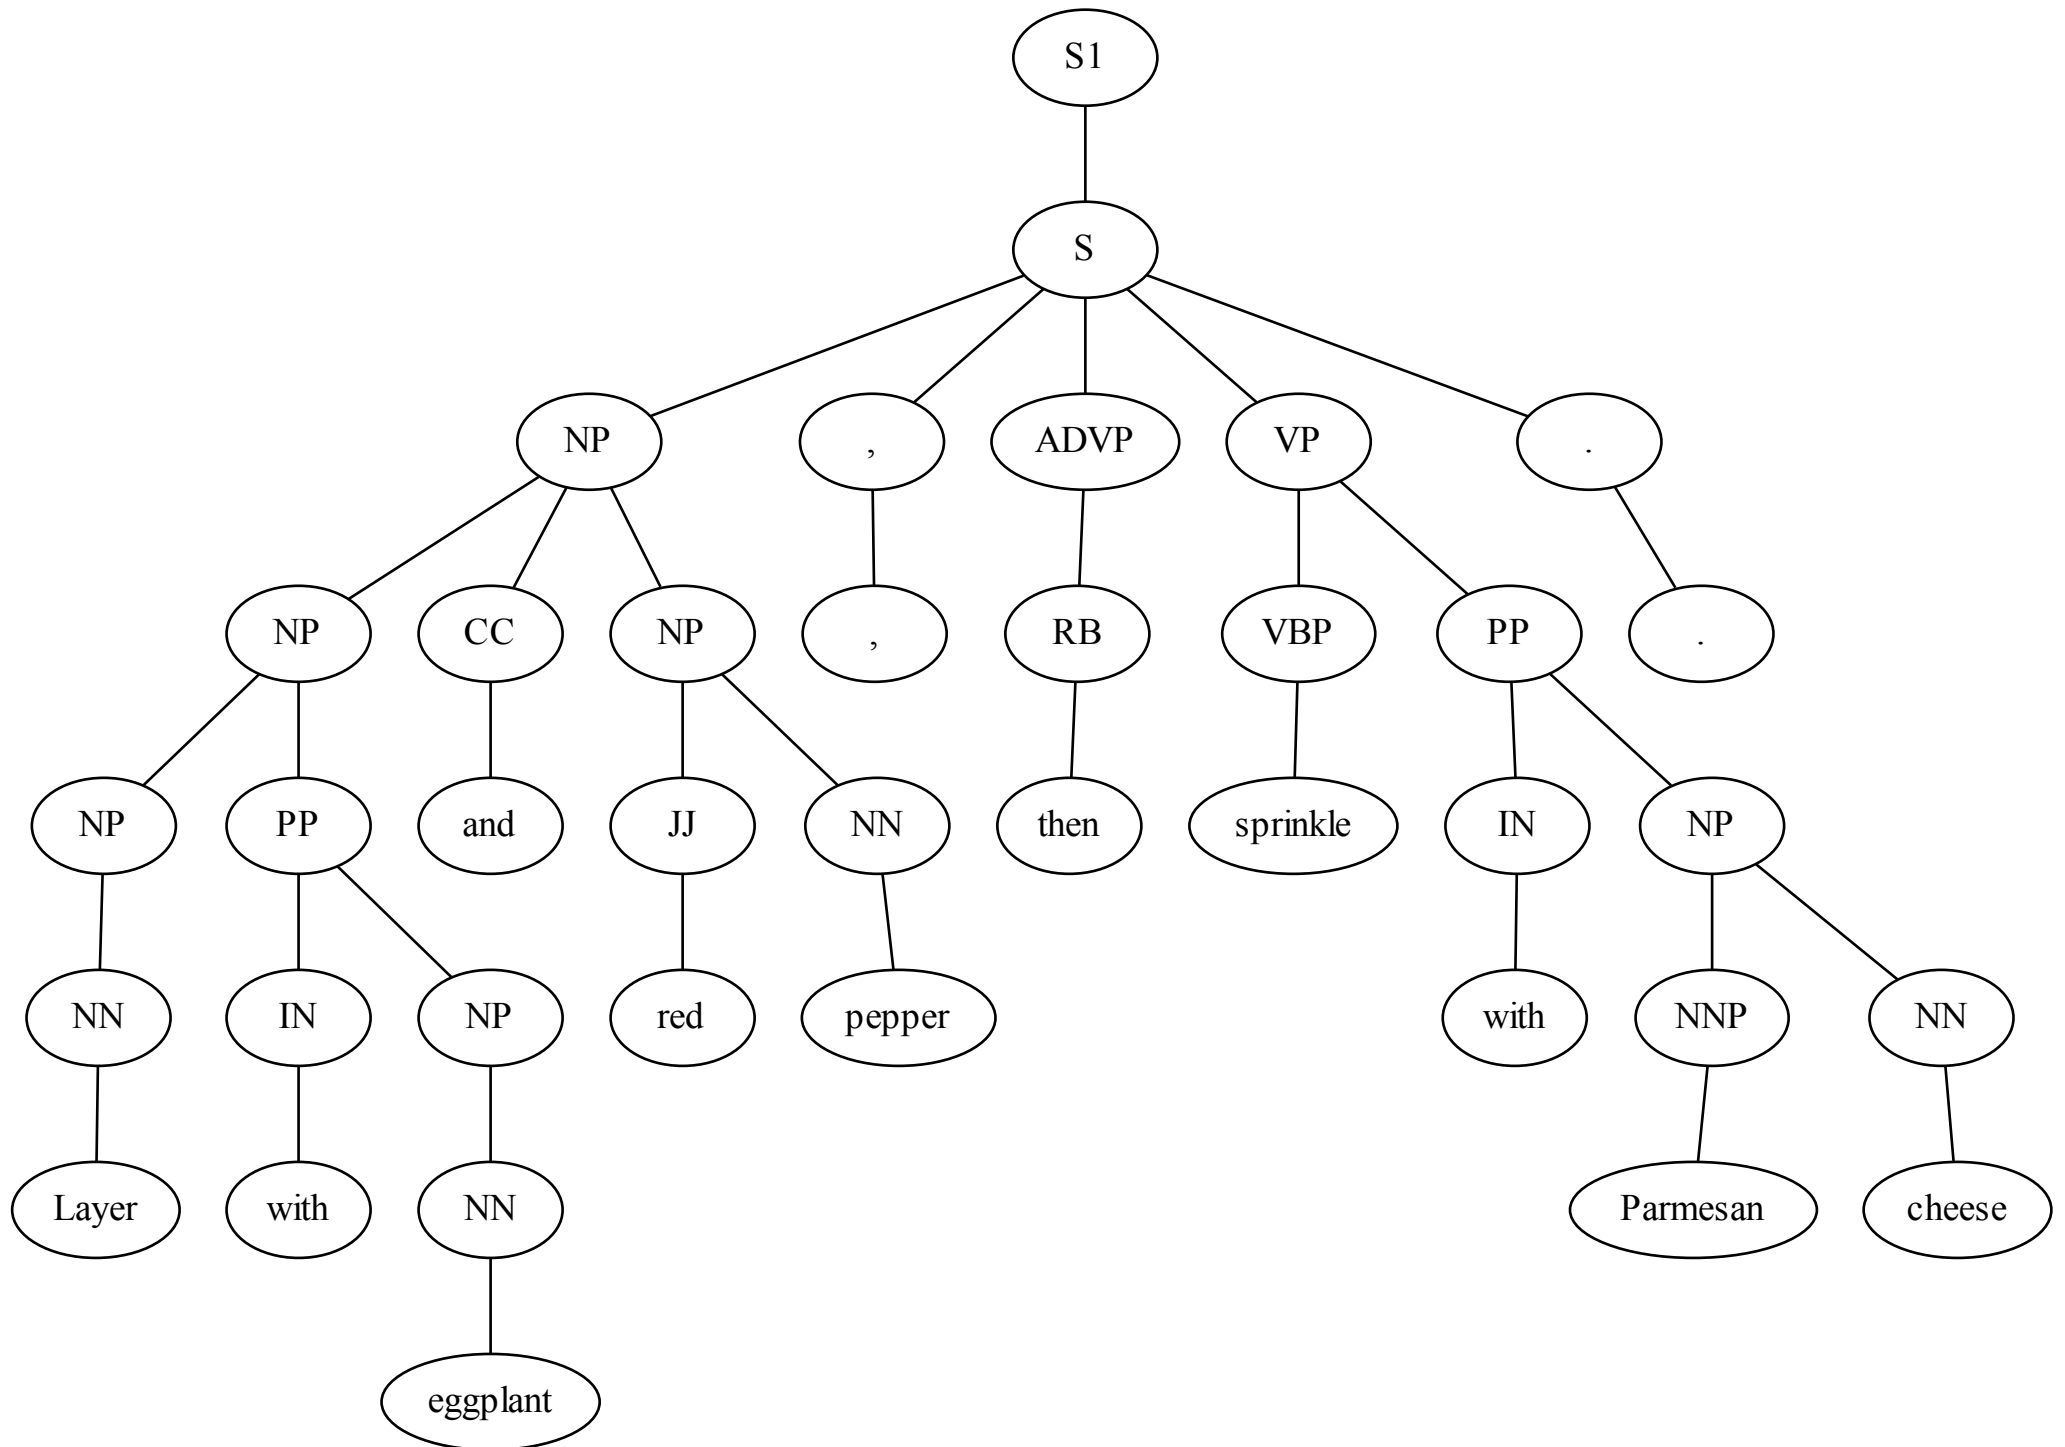 S1
S
NP , ADVP VP .
NP CC NP , RB VBP PP .
NP PP and JJ NN then sprinkle IN NP
NN IN NP red pepper with NNP NN
Layer with NN Parmesan cheese
eggplant